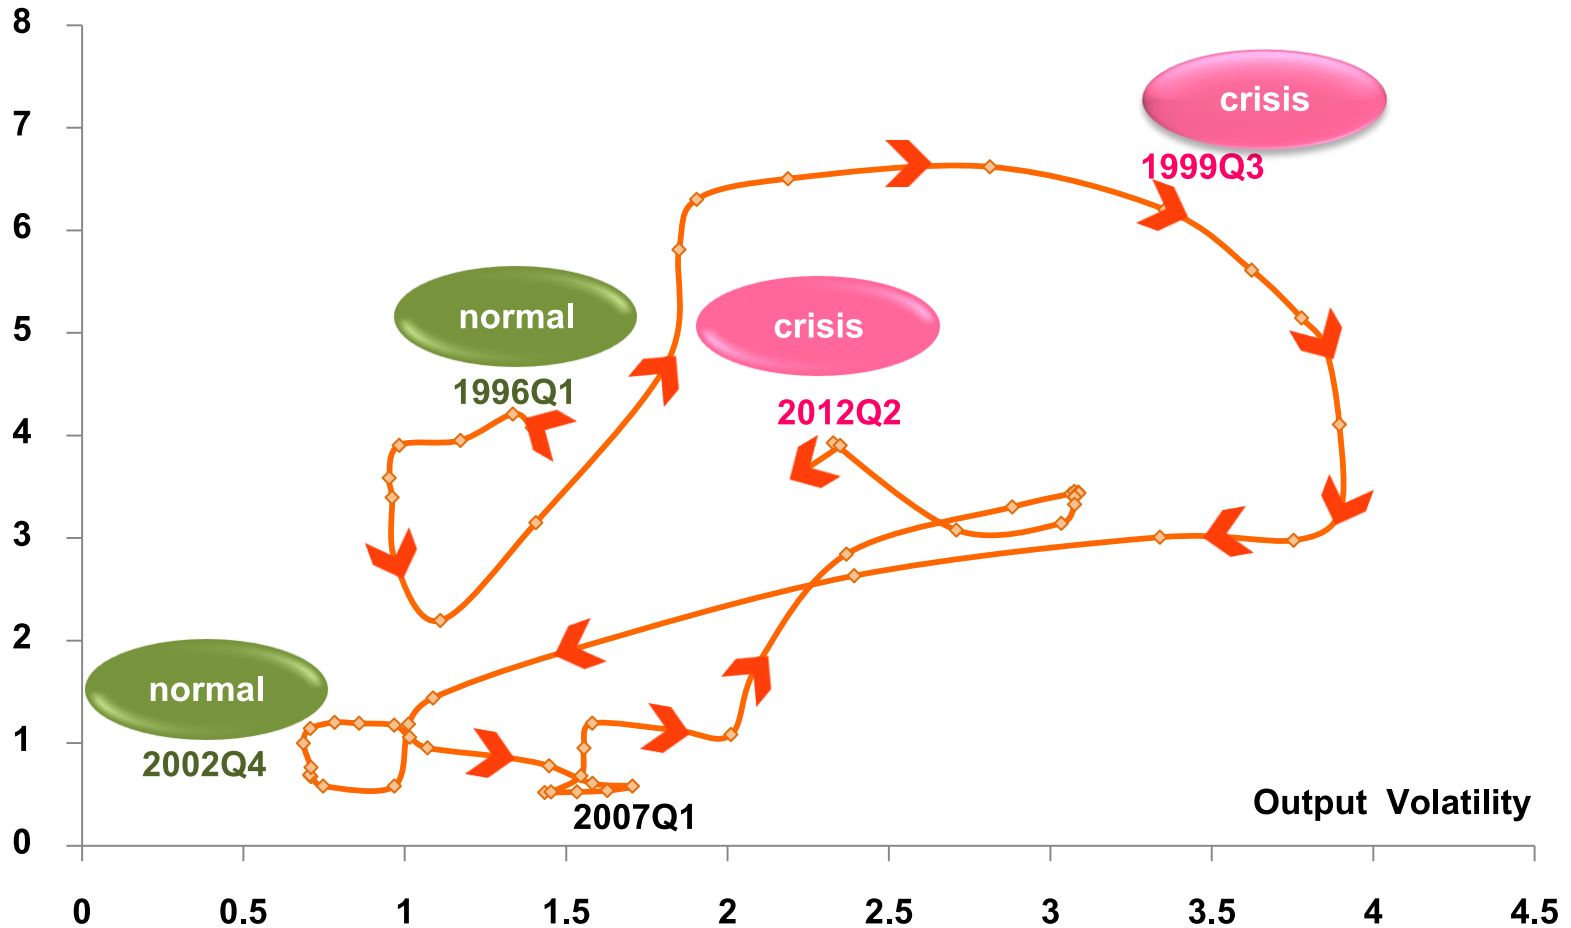 8
7
6
5
4
3
2
1
0
crisis
1999Q3
normal
1996Q1
crisis
2012Q2
normal
2002Q4
2007Q1
Output Volatility
0 0.5 1 1.5 2 2.5 3 3.5 4 4.5